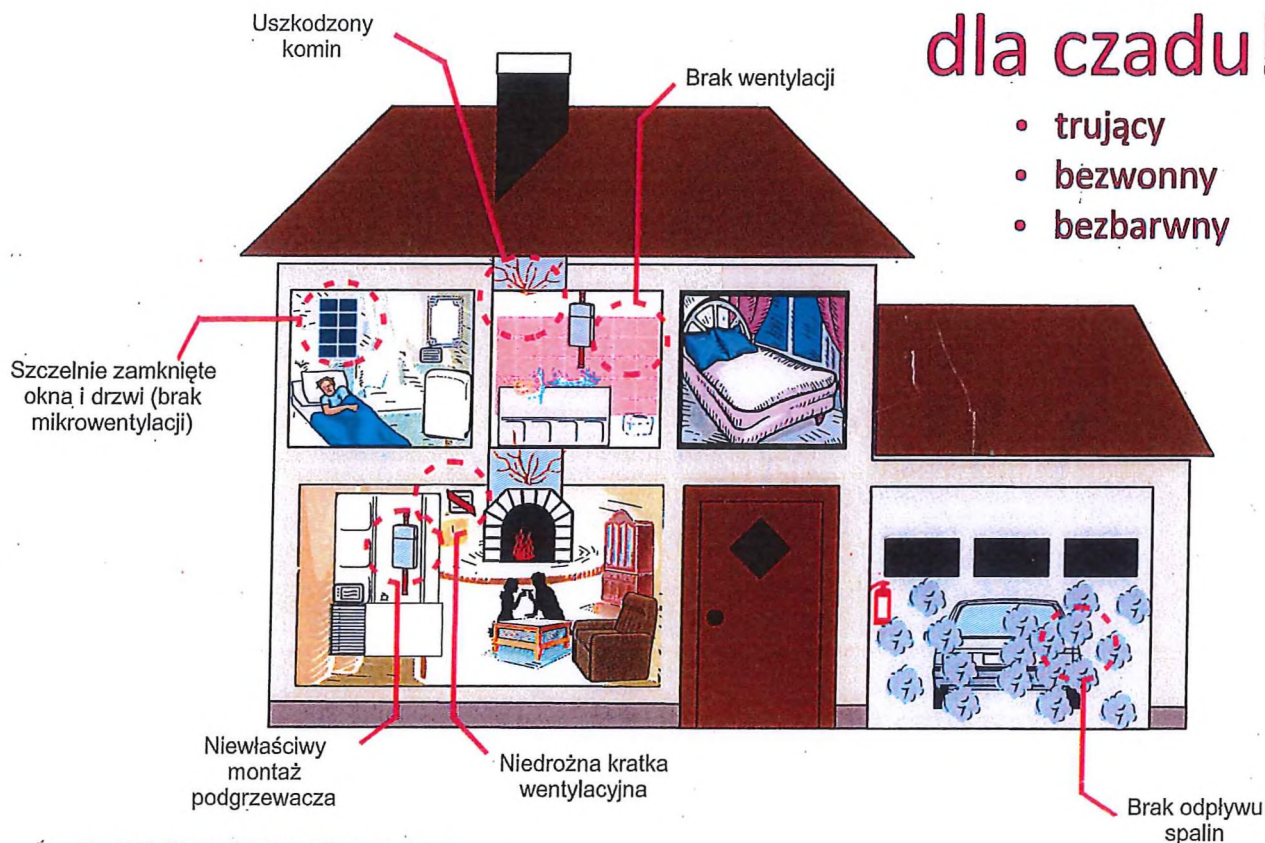 dla czadu!
• trujący
• bezwonny
• bezbarwny
Uszkodzony
komin
Brak wentylacji
Szczelnie zamknięte
okna i drzwi (brak
mikrowentylacji)
Niewłaściwy
montaż
podgrzewacza
Niedrożna kratka
wentylacyjna
Brak odpływu
spalin